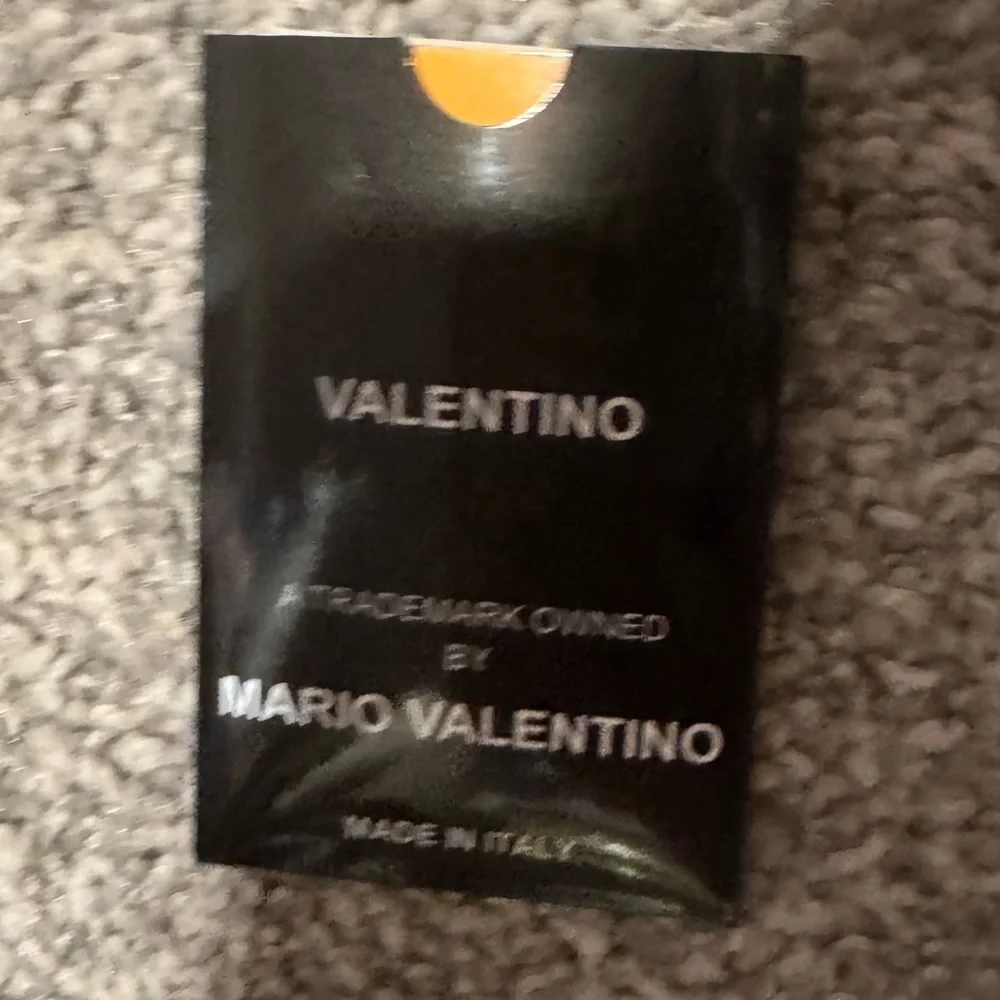 VALENTINO
A TRADEMARK OWNED
BY
MARIO VALENTINO
MADE IN ITALY